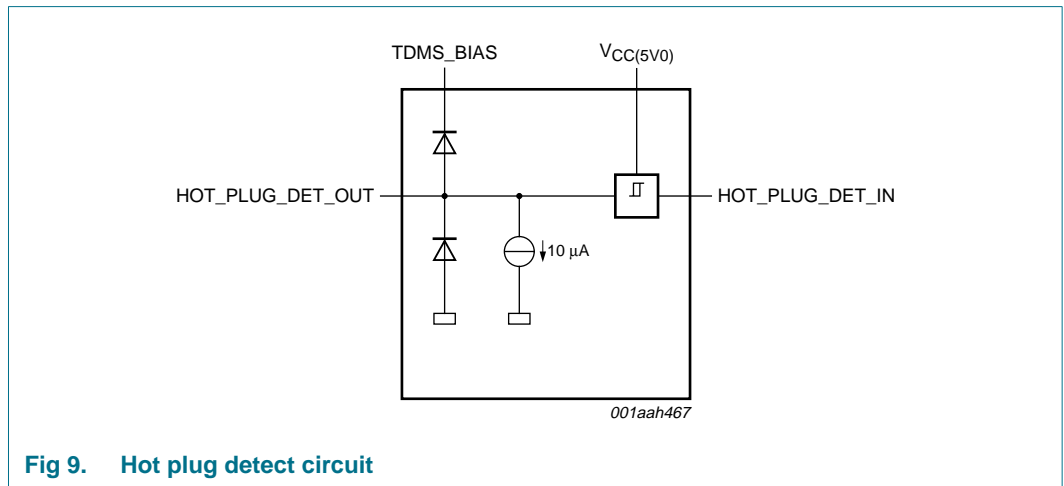 TDMS_BIAS
VCC(5V0)
HOT_PLUG_DET_OUT
HOT_PLUG_DET_IN
10 μA
001aah467
Fig 9. Hot plug detect circuit